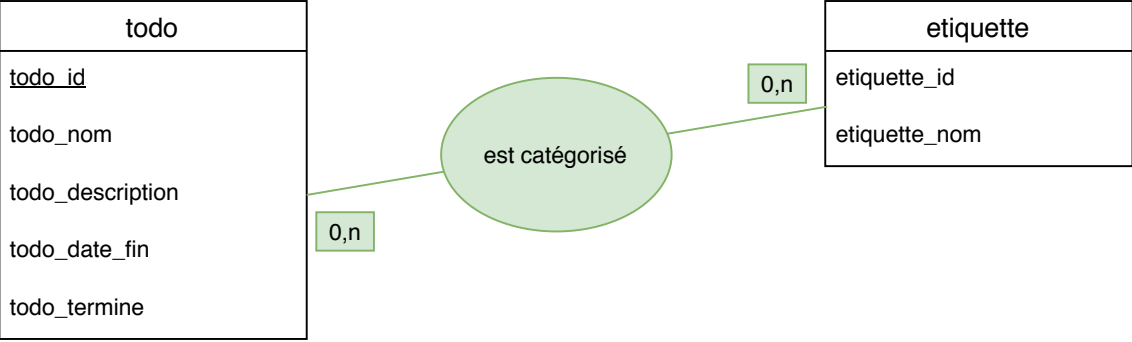 todo
todo_id
todo_nom
todo_description
todo_date_fin
todo_termine
0,n
est catégorisé
0,n
etiquette
etiquette_id
etiquette_nom